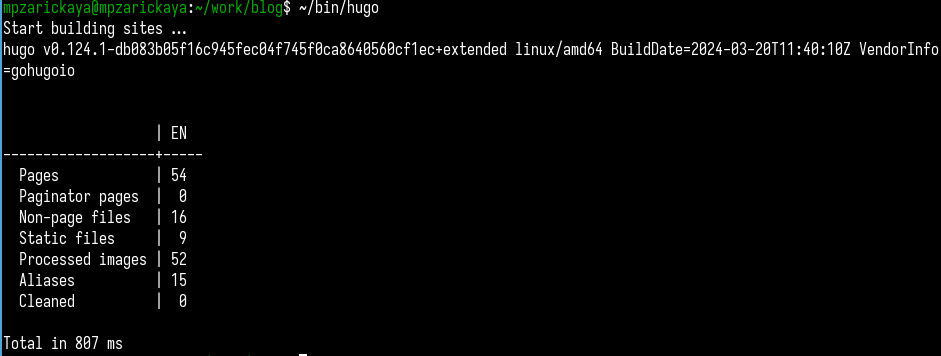 mpzarickaya@mpzarickaya:~/work/blog$ ~/bin/hugo
Start building sites …
hugo v0.124.1-db083b05f16c945fec04f745f0ca8640560cf1ec+extended linux/amd64 BuildDate=2024-03-20T11:40:10Z VendorInfo
=gohugoio
                   | EN
-------------------+-----
  Pages            | 54
  Paginator pages  |  0
  Non-page files   | 16
  Static files     |  9
  Processed images | 52
  Aliases          | 15
  Cleaned          |  0
Total in 807 ms